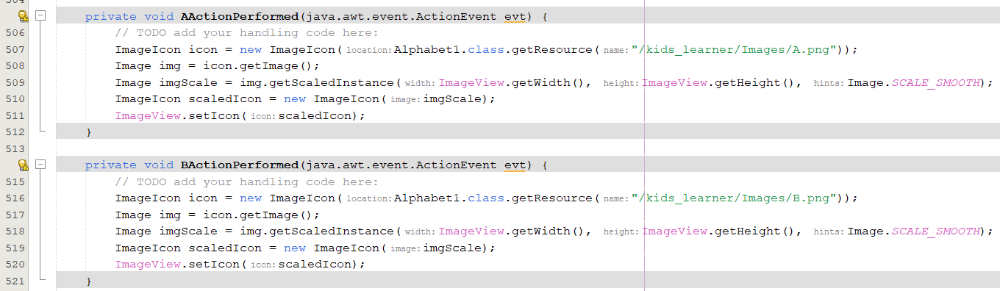 504
private void AActionPerformed(java.awt.event.ActionEvent evt) {
506 // TODO add your handling code here:
507 ImageIcon icon = new ImageIcon( location: Alphabet1.class.getResource( name: "/kids_learner/Images/A.png"));
508 Image img = icon.getImage();
509 Image imgScale = img.getScaledInstance( width: ImageView.getWidth(), height: ImageView.getHeight(), hints: Image.SCALE_SMOOTH);
510 ImageIcon scaledIcon = new ImageIcon( image: imgScale);
511 ImageView.setIcon( icon: scaledIcon);
512 }
513
private void BActionPerformed(java.awt.event.ActionEvent evt) {
515 // TODO add your handling code here:
516 ImageIcon icon = new ImageIcon( location: Alphabet1.class.getResource( name: "/kids_learner/Images/B.png"));
517 Image img = icon.getImage();
518 Image imgScale = img.getScaledInstance( width: ImageView.getWidth(), height: ImageView.getHeight(), hints: Image.SCALE_SMOOTH);
519 ImageIcon scaledIcon = new ImageIcon( image: imgScale);
520 ImageView.setIcon( icon: scaledIcon);
521 }